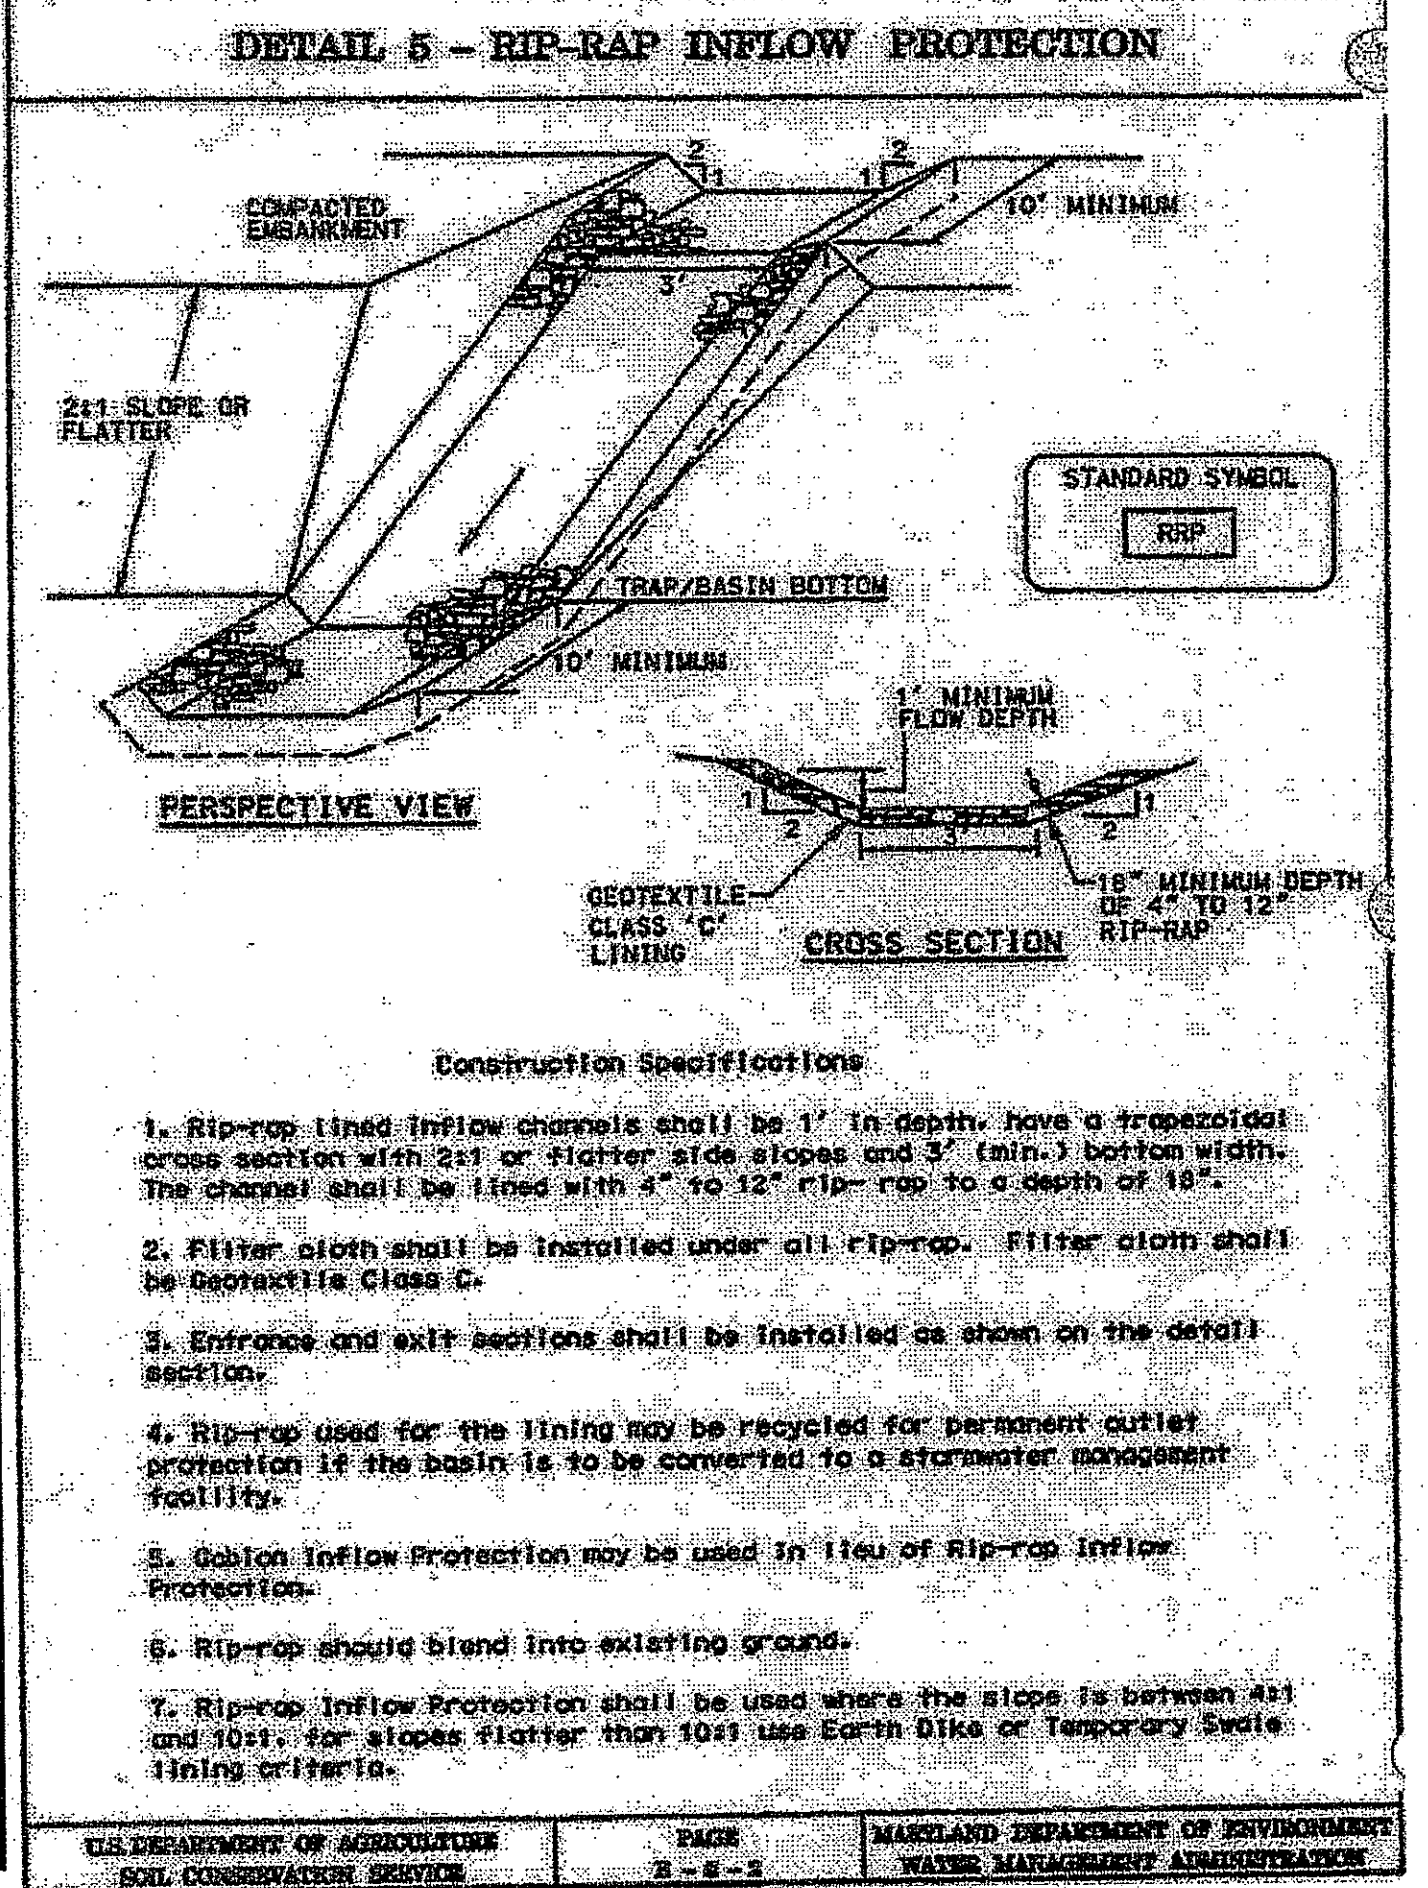 DETAIL 5 - RIP-RAP INFLOW PROTECTION
2
1
1
2
10' MINIMUM
COMPACTED
EMBANKMENT
3'
2:1 SLOPE OR
FLATTER
STANDARD SYMBOL
RRP
TRAP/BASIN BOTTOM
10' MINIMUM
1' MINIMUM
FLOW DEPTH
PERSPECTIVE VIEW
1
2
3'
1
2
GEOTEXTILE
CLASS 'C'
LINING
18" MINIMUM DEPTH
OF 4" TO 12"
RIP-RAP
CROSS SECTION
Construction Specifications
1. Rip-rap lined inflow channels shall be 1' in depth, have a trapezoidal
cross section with 2:1 or flatter side slopes and 3' (min.) bottom width.
The channel shall be lined with 4" to 12" rip- rap to a depth of 18".
2. Filter cloth shall be installed under all rip-rap. Filter cloth shall
be Geotextile Class C.
3. Entrance and exit sections shall be installed as shown on the detail
section.
4. Rip-rap used for the lining may be recycled for permanent outlet
protection if the basin is to be converted to a stormwater management
facility.
5. Gabion Inflow Protection may be used in lieu of Rip-rap Inflow
Protection.
6. Rip-rap should blend into existing ground.
7. Rip-rap Inflow Protection shall be used where the slope is between 4:1
and 10:1, for slopes flatter than 10:1 use Earth Dike or Temporary Swale
lining criteria.
U.S. DEPARTMENT OF AGRICULTURE
SOIL CONSERVATION SERVICE
PAGE
MARYLAND DEPARTMENT OF ENVIRONMENT
WATER MANAGEMENT ADMINISTRATION